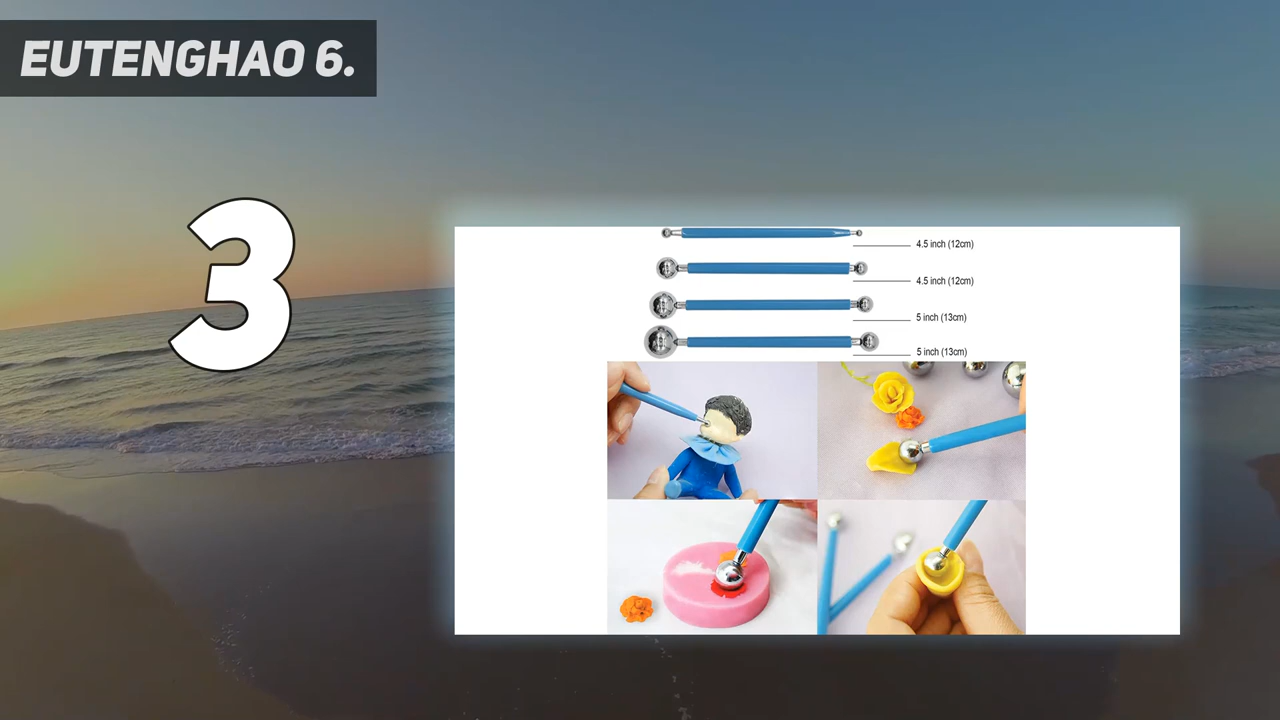 EUTENGHAO 6.
3
4.5 inch (12cm)
4.5 inch (12cm)
5 inch (13cm)
5 inch (13cm)